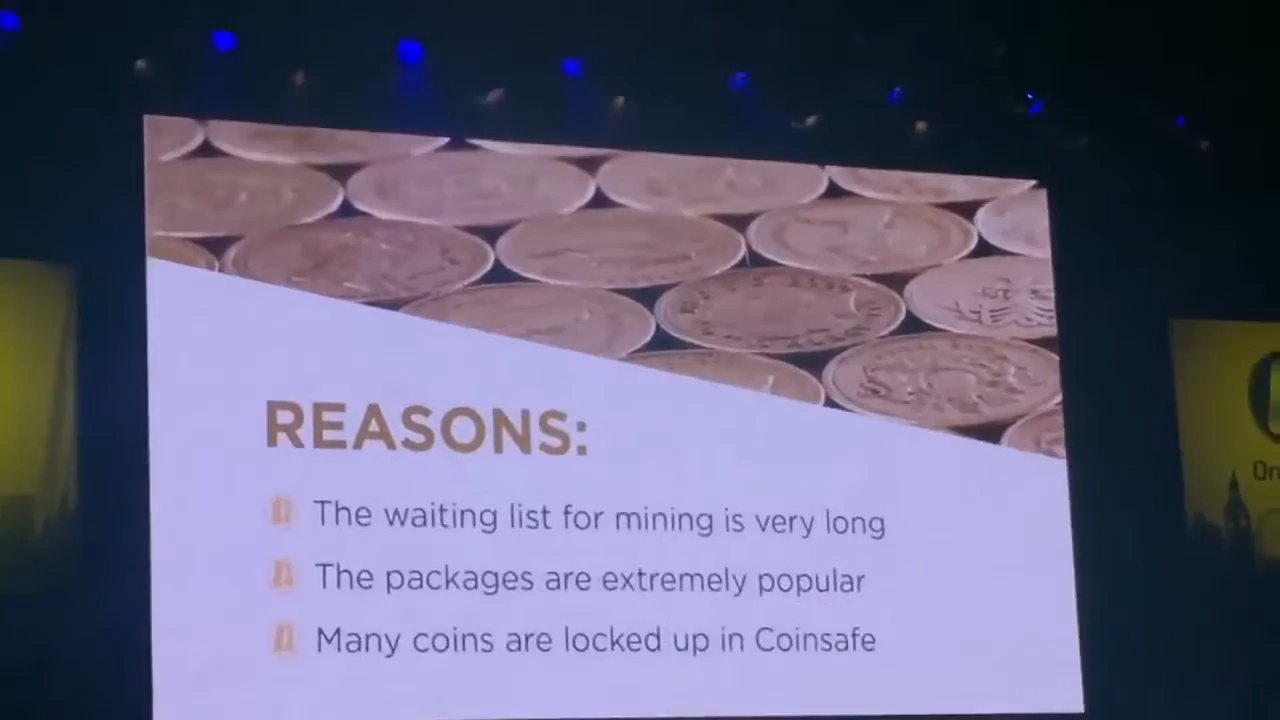 REASONS:
The waiting list for mining is very long
The packages are extremely popular
Many coins are locked up in Coinsafe
On